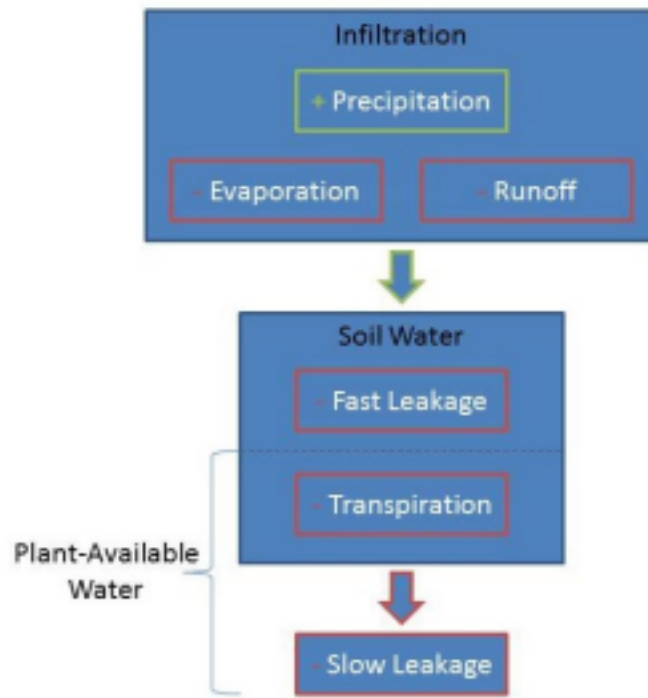 Infiltration
+ Precipitation
- Evaporation
- Runoff
Soil Water
- Fast Leakage
- Transpiration
Plant-Available
Water
- Slow Leakage